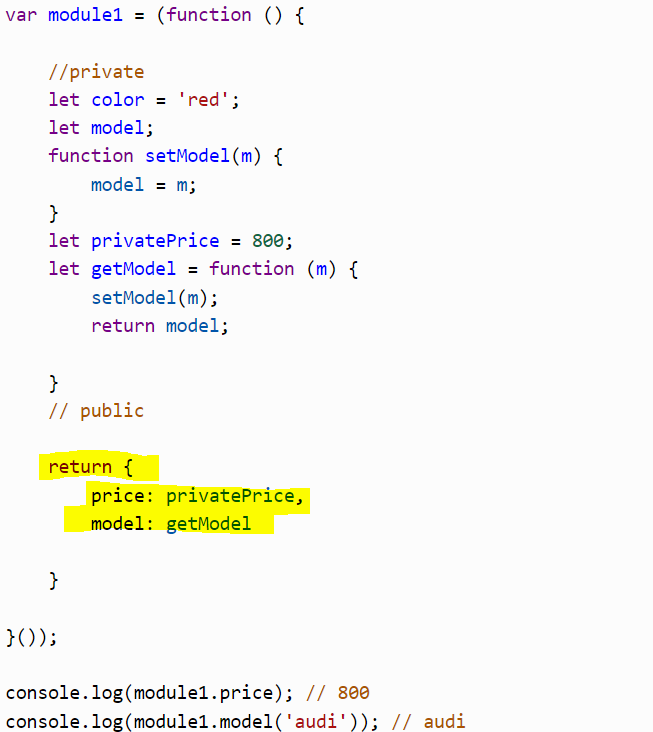 var module1 = (function () {
    //private
    let color = 'red';
    let model;
    function setModel(m) {
        model = m;
    }
    let privatePrice = 800;
    let getModel = function (m) {
        setModel(m);
        return model;
    }
    // public
    return {
        price: privatePrice,
        model: getModel
    }
}());
console.log(module1.price); // 800
console.log(module1.model('audi')); // audi